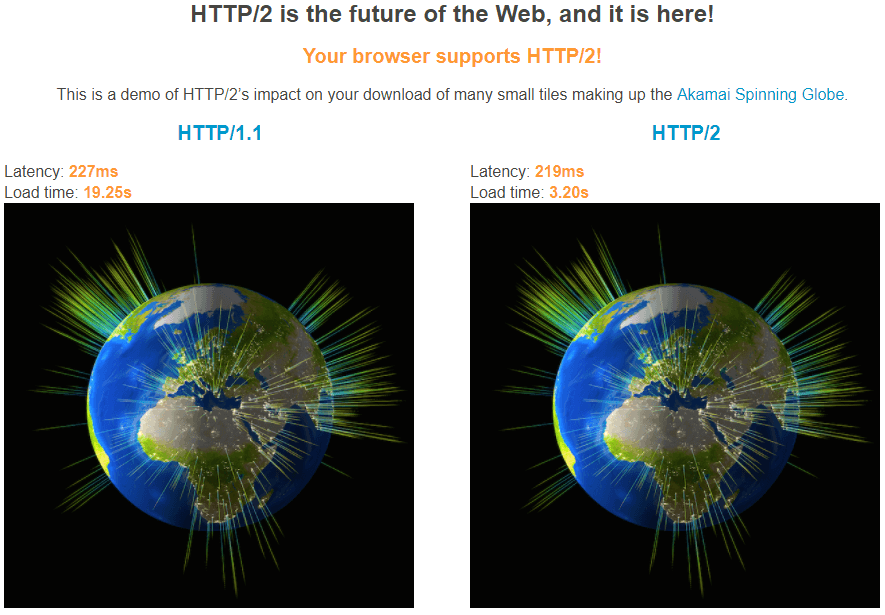 HTTP/2 is the future of the Web, and it is here!
Your browser supports HTTP/2!
This is a demo of HTTP/2’s impact on your download of many small tiles making up the Akamai Spinning Globe.
HTTP/1.1
Latency: 227ms
Load time: 19.25s
HTTP/2
Latency: 219ms
Load time: 3.20s